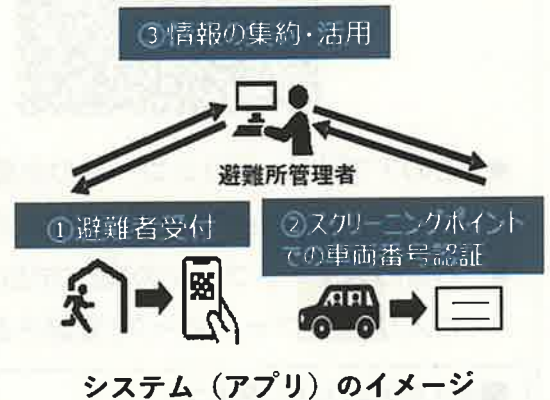 ③情報の集約・活用
避難所管理者
①避難者受付
②スクリーニングポイント
での車両番号認証
システム（アプリ）のイメージ